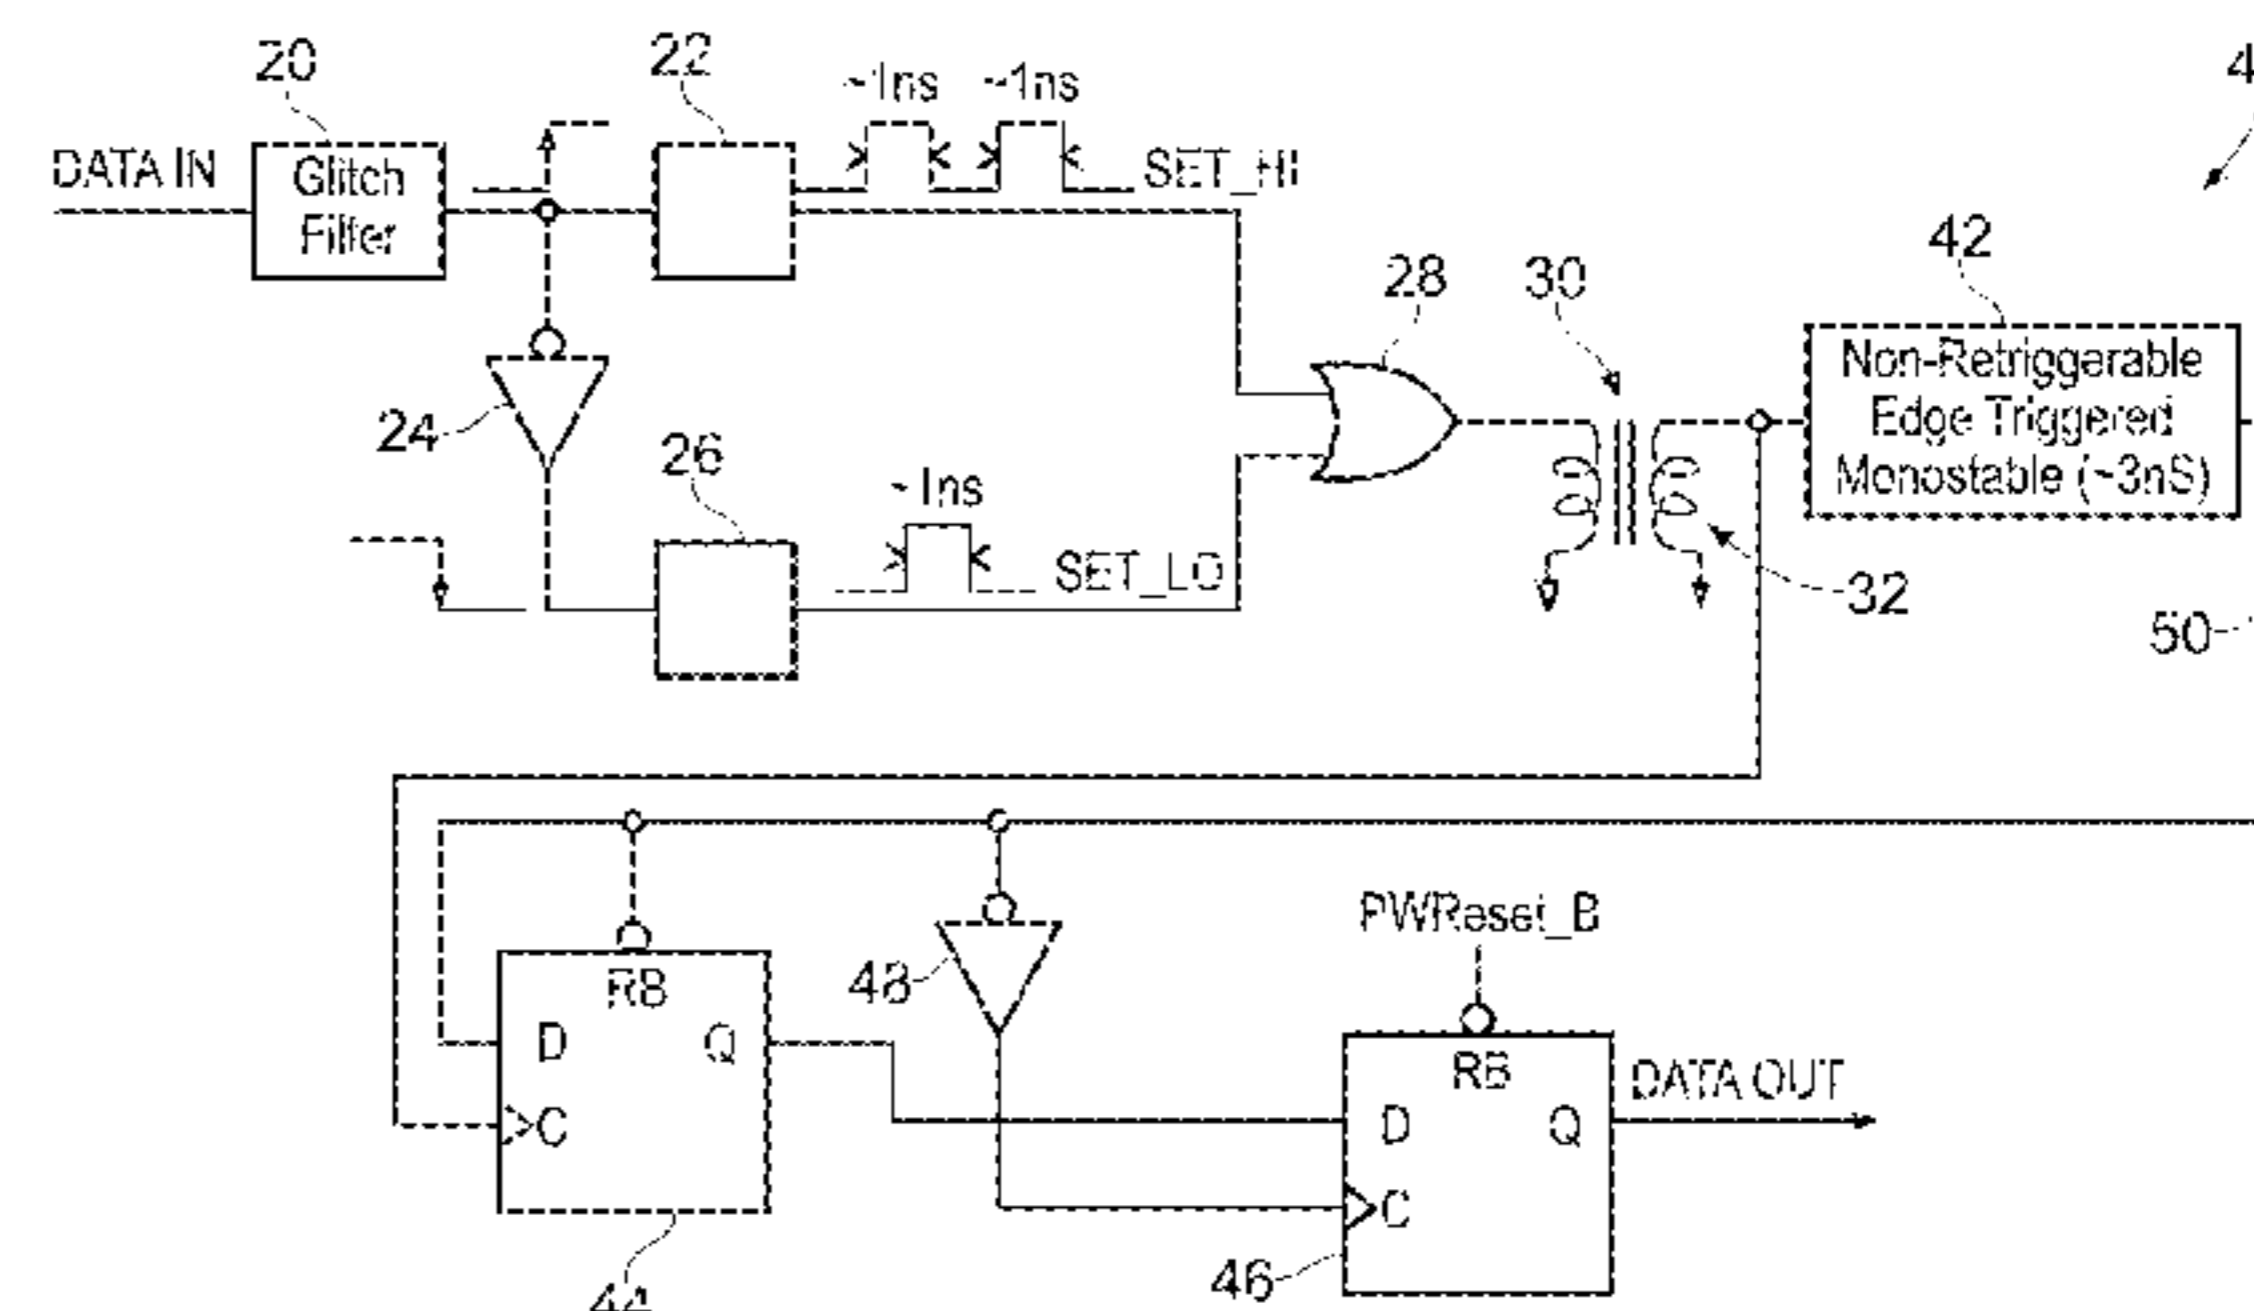 20
22
~1ns ~1ns
4
DATA IN
Glitch
Filter
SET_HI
42
28
30
Non-Retriggerable
Edge Triggered
Monostable (~3nS)
24
26
~1ns
SET_LO
32
50
PWReset_B
RB
48
D
Q
RB
DATA OUT
C
D
Q
C
46
44